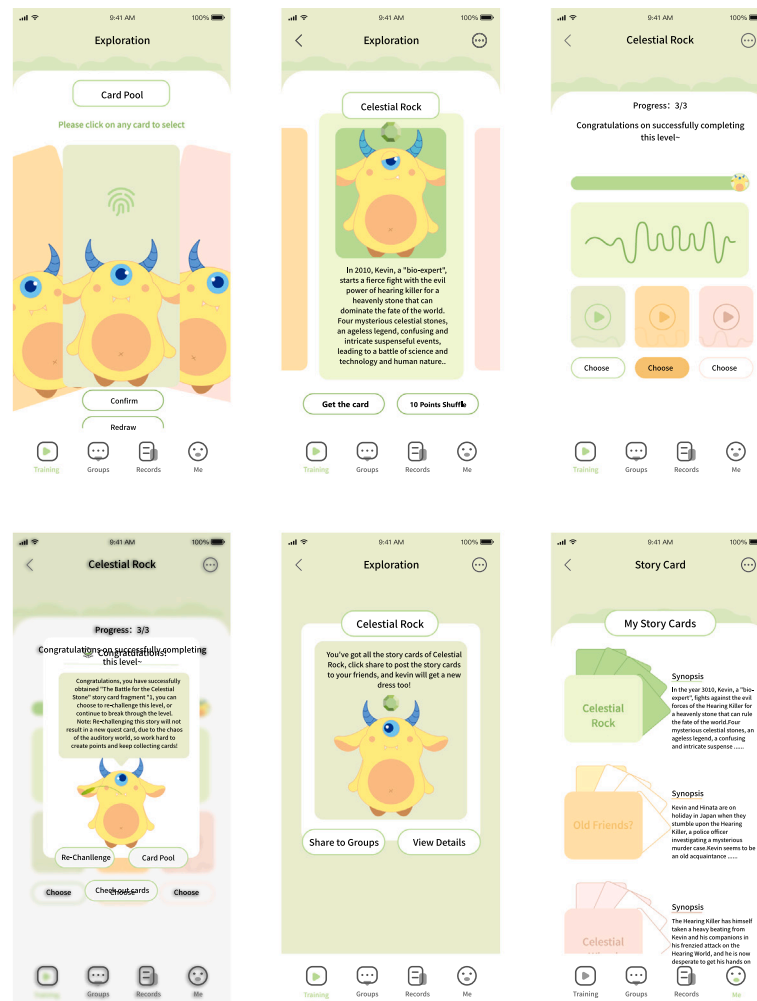 9:41 AM
100%
Exploration
Card Pool
Please click on any card to select
Confirm
Redraw
Training
Groups
Records
Me
9:41 AM
100%
Exploration
Celestial Rock
In 2010, Kevin, a "bio-expert",
starts a fierce fight with the evil
power of hearing killer for a
heavenly stone that can
dominate the fate of the world.
Four mysterious celestial stones,
an ageless legend, confusing and
intricate suspenseful events,
leading to a battle of science and
technology and human nature..
Get the card
10 Points Shuffle
Training
Groups
Records
Me
9:41 AM
100%
Celestial Rock
Progress: 3/3
Congratulations on successfully completing
this level~
Choose
Choose
Choose
Training
Groups
Records
Me
9:41 AM
100%
Celestial Rock
Progress: 3/3
Congratulations on successfully completing
this level~
Congratulations!
Congratulations, you have successfully
obtained "The Battle for the Celestial
Stone" story card fragment *1, you can
choose to re-challenge this level, or
continue to break through the level.
Note: Re-challenging this story will not
result in a new quest card, due to the chaos
of the auditory world, so work hard to
create points and keep collecting cards!
Re-Chanllenge
Card Pool
Choose
Choose
Choose
Check out cards
Training
Groups
Records
Me
9:41 AM
100%
Exploration
Celestial Rock
You've got all the story cards of Celestial
Rock, click share to post the story cards
to your friends, and kevin will get a new
dress too!
Share to Groups
View Details
Training
Groups
Records
Me
9:41 AM
100%
Story Card
My Story Cards
Celestial
Rock
Synopsis
In the year 3010, Kevin, a "bio-
expert", fights against the evil
forces of the Hearing Killer for
a heavenly stone that can rule
the fate of the world.Four
mysterious celestial stones, an
ageless legend, a confusing
and intricate suspense ......
Old Friends?
Synopsis
Kevin and Hinata are on
holiday in Japan when they
stumble upon the Hearing
Killer, a police officer
investigating a mysterious
murder case.Kevin seems to be
an old acquaintance ......
Celestial
Synopsis
The Hearing Killer has himself
taken a heavy beating from
Kevin and his companions in
his frenzied attack on the
Hearing World, and he is now
desperate to get his hands on
Training
Groups
Records
Me